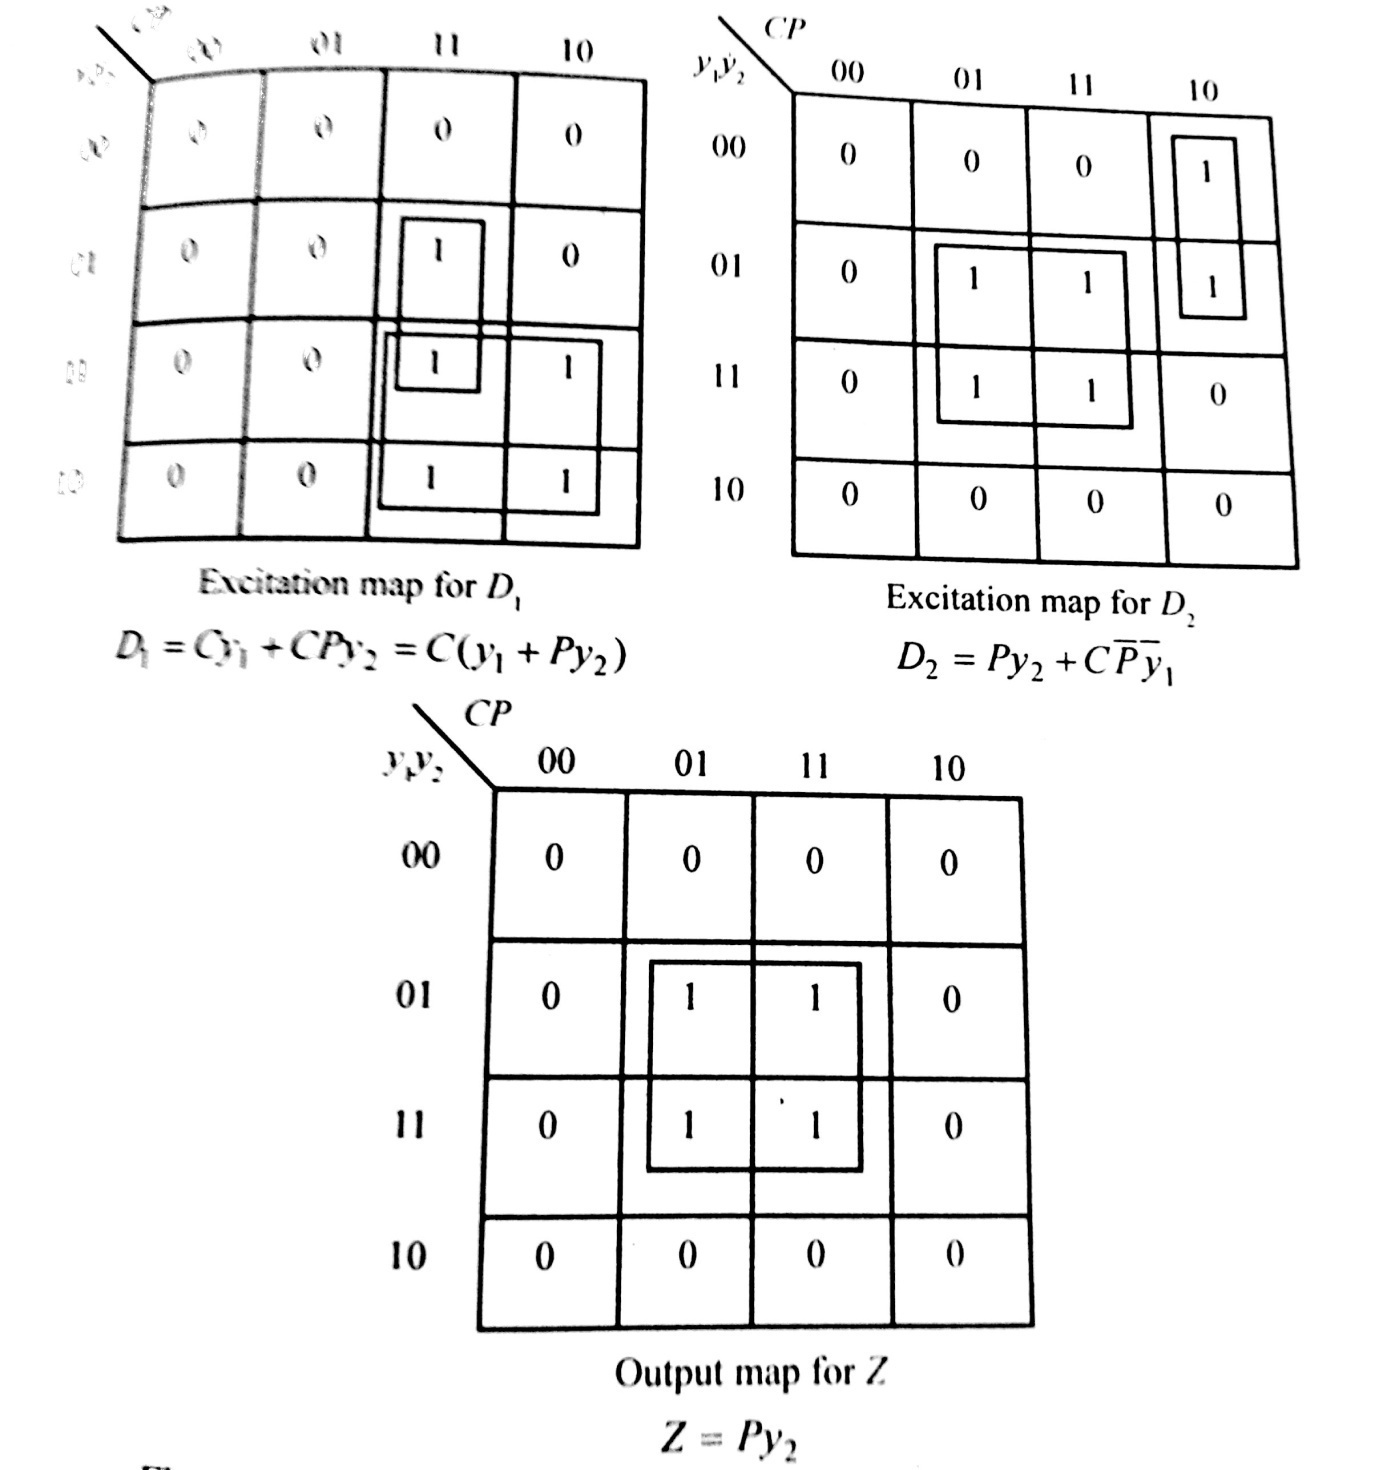 00 01 11 10
00 0 0 0 0
01 0 0 1 0
0 0 1 1
10 0 0 1 1
Excitation map for D₁
D₁ = Cy₁ + CPy₂ = C(y₁ + Py₂)
CP
y₁y₂ 00 01 11 10
00 0 0 0 1
01 0 1 1 1
11 0 1 1 0
10 0 0 0 0
Excitation map for D₂
D₂ = Py₂ + CP̅y̅₁
CP
y₁y₂ 00 01 11 10
00 0 0 0 0
01 0 1 1 0
11 0 1 1 0
10 0 0 0 0
Output map for Z
Z = Py₂